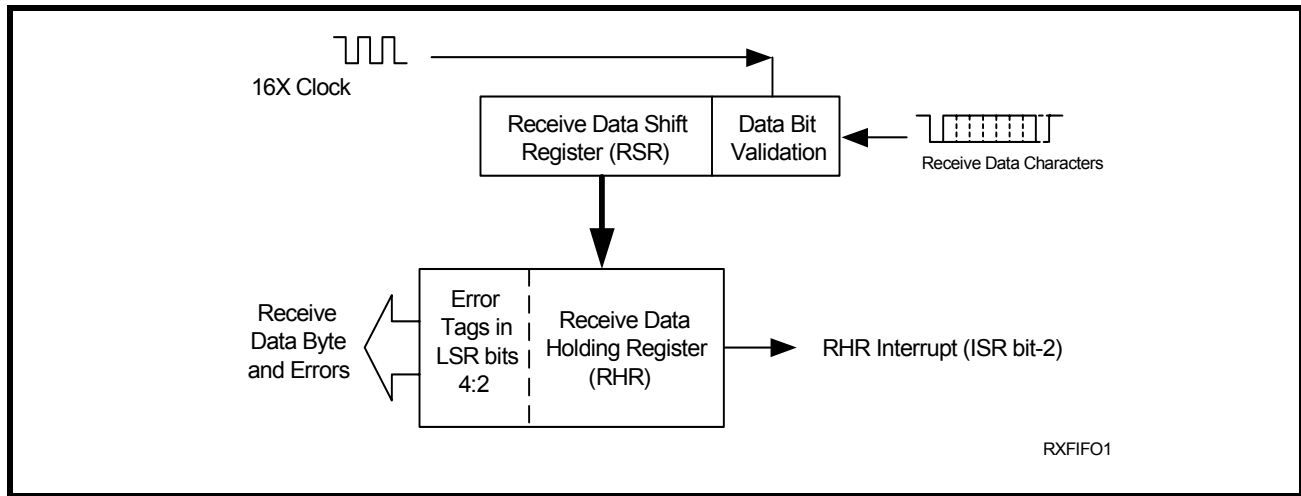 16X Clock
Receive Data Shift
Register (RSR)
Data Bit
Validation
Receive Data Characters
Receive
Data Byte
and Errors
Error
Tags in
LSR bits
4:2
Receive Data
Holding Register
(RHR)
RHR Interrupt (ISR bit-2)
RXFIFO1